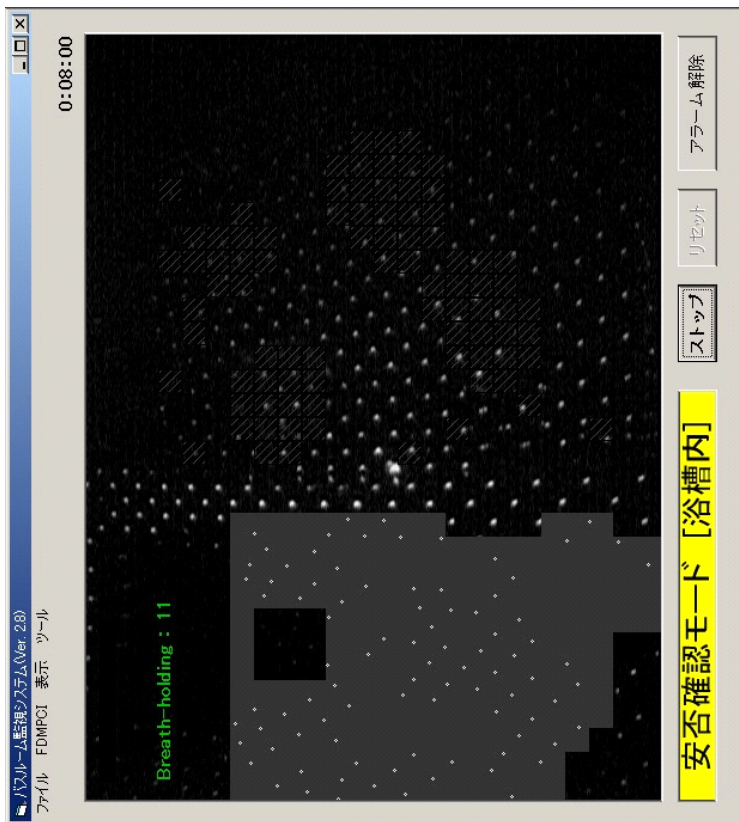 バスルーム監視システム(Ver. 2.8)
ファイル FDMPCI 表示 ツール
0:08:00
Breath-holding : 11
安否確認モード [浴槽内]
ストップ
リセット
アラーム解除